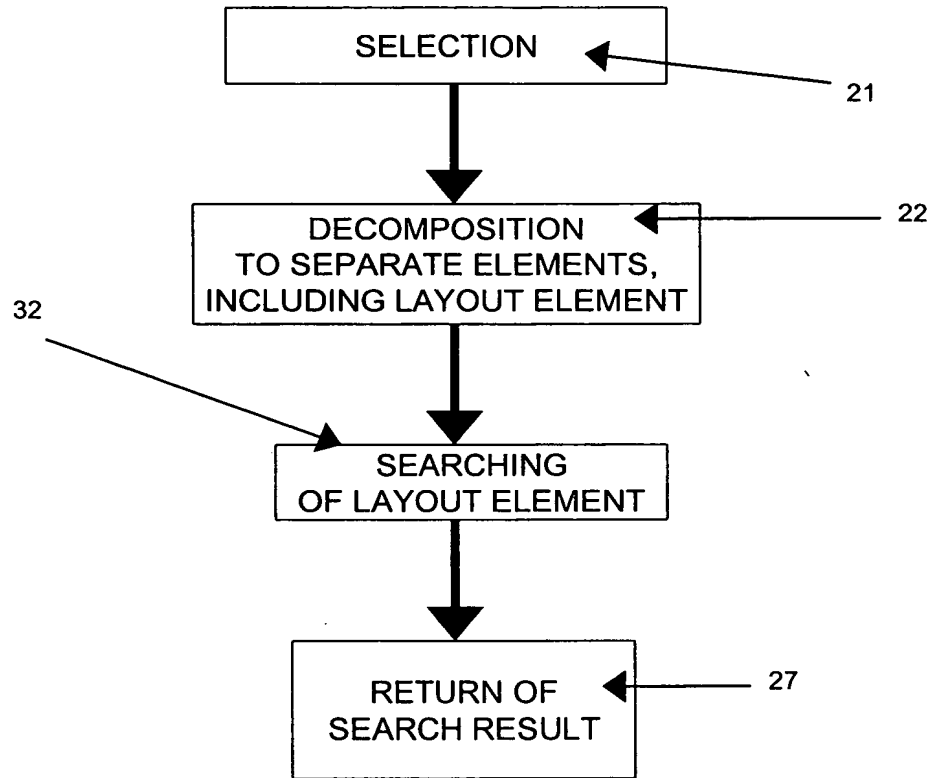 SELECTION
21
DECOMPOSITION
TO SEPARATE ELEMENTS,
INCLUDING LAYOUT ELEMENT
22
32
SEARCHING
OF LAYOUT ELEMENT
RETURN OF
SEARCH RESULT
27